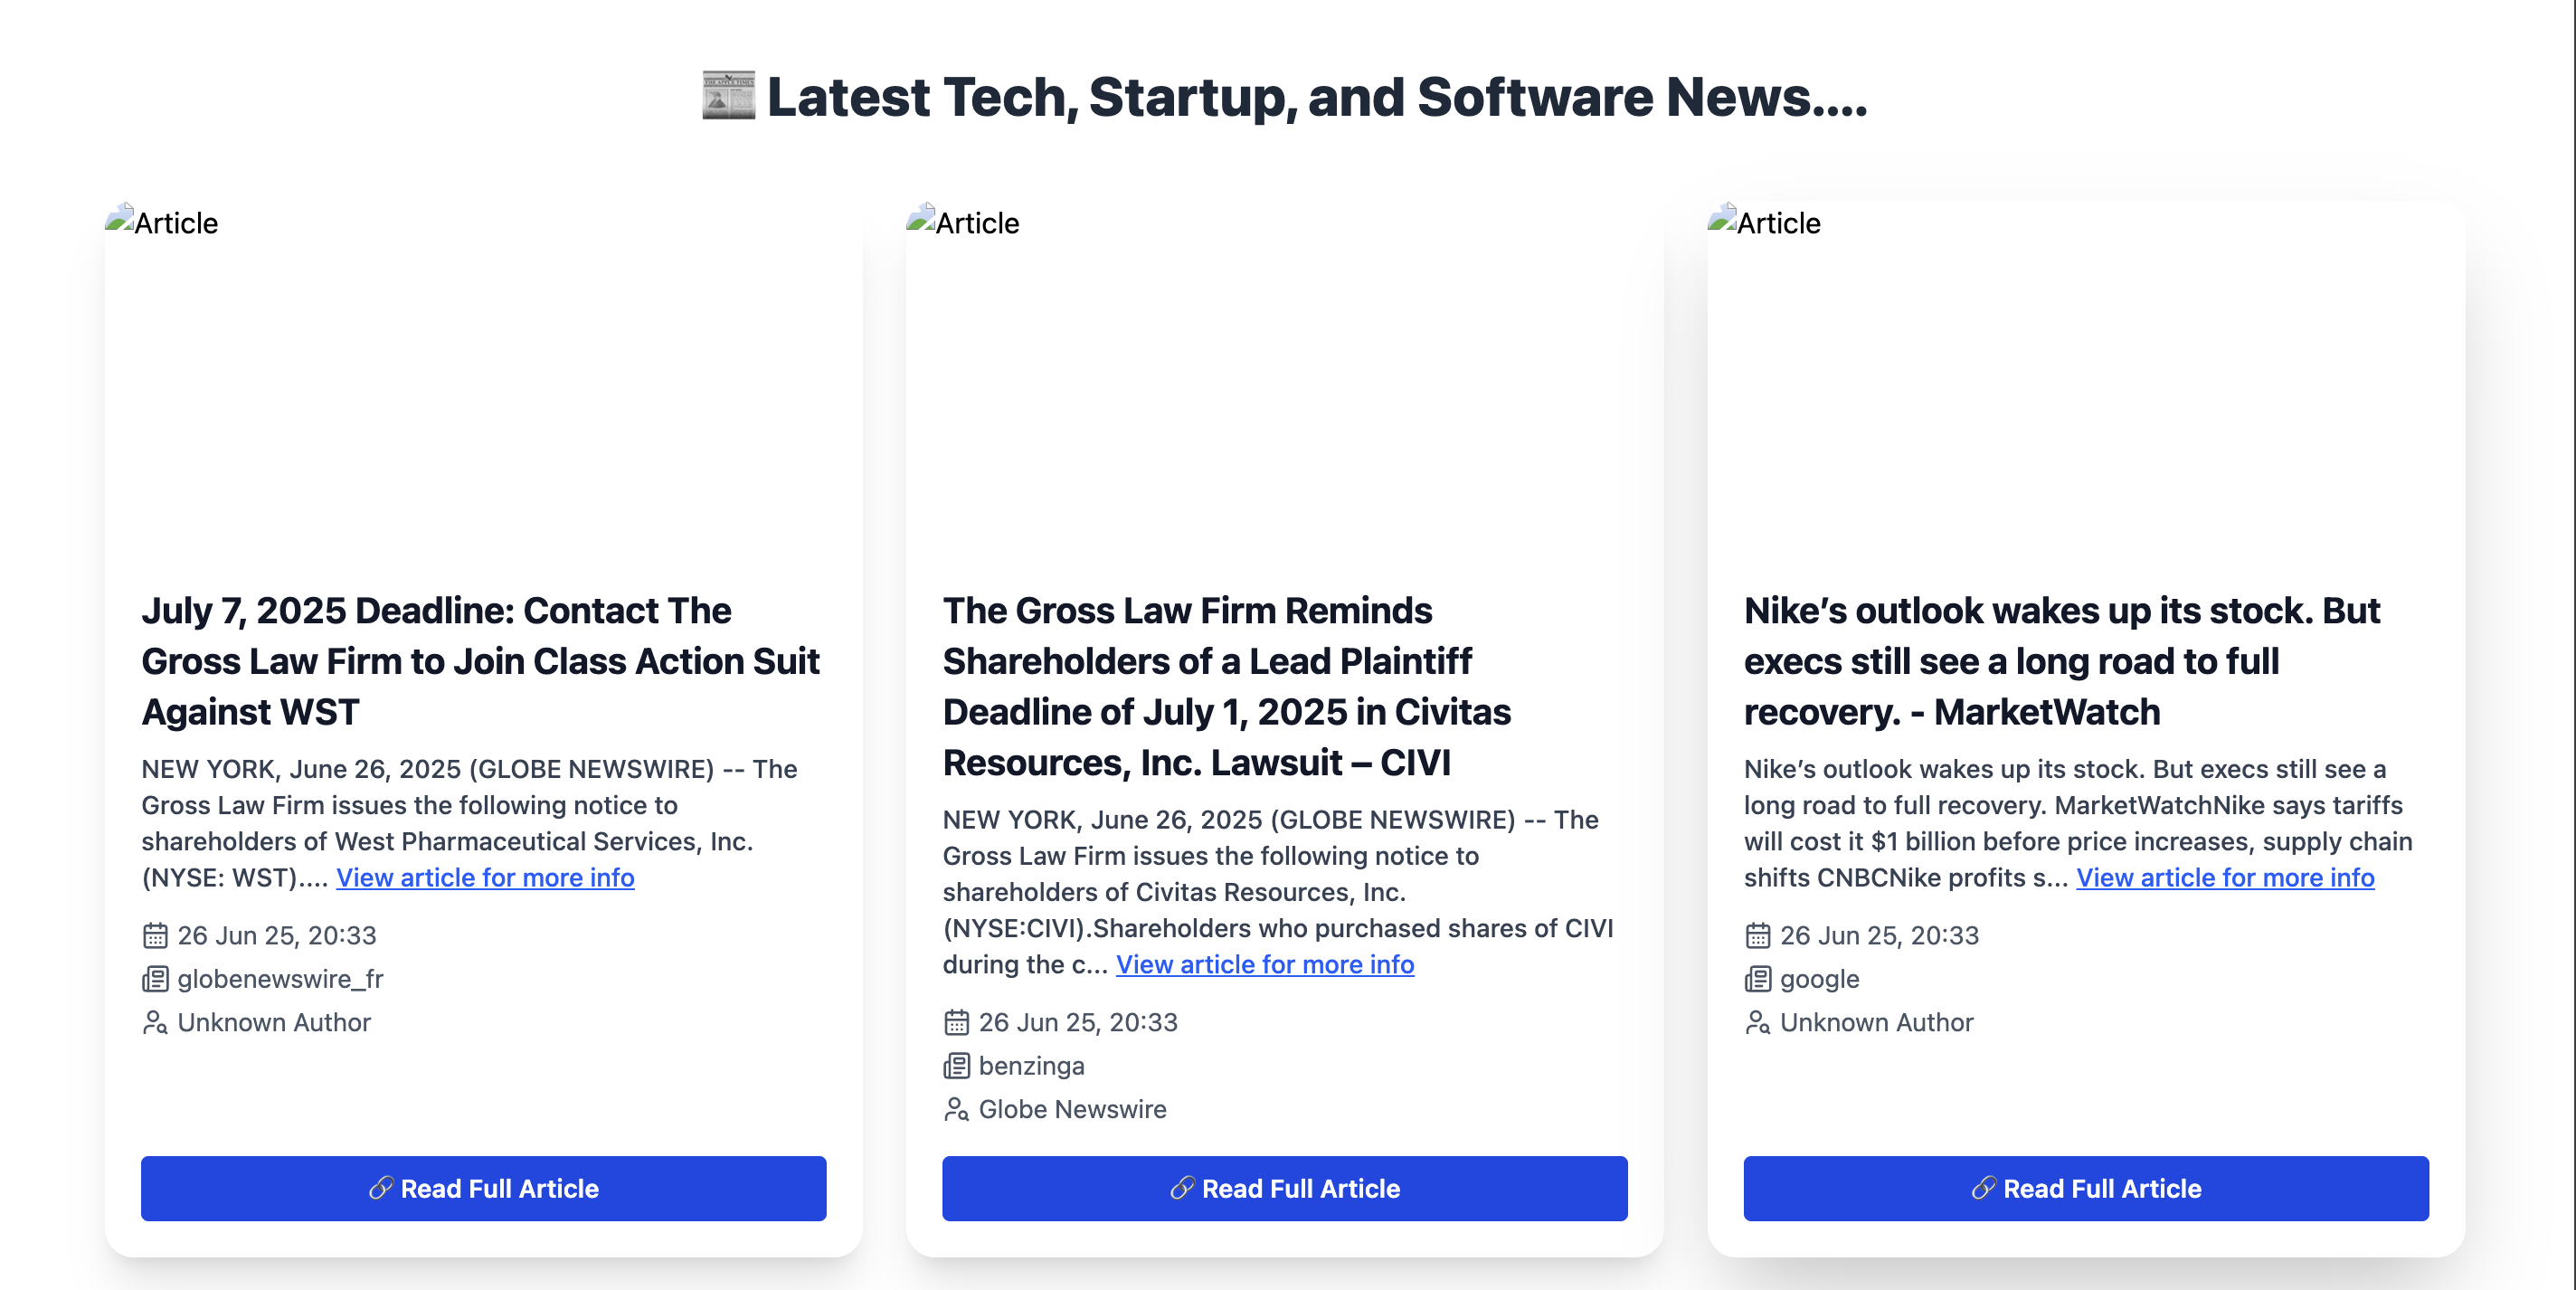 Latest Tech, Startup, and Software News....
Article
July 7, 2025 Deadline: Contact The
Gross Law Firm to Join Class Action Suit
Against WST
NEW YORK, June 26, 2025 (GLOBE NEWSWIRE) -- The
Gross Law Firm issues the following notice to
shareholders of West Pharmaceutical Services, Inc.
(NYSE: WST).... View article for more info
26 Jun 25, 20:33
globenewswire_fr
Unknown Author
Read Full Article
Article
The Gross Law Firm Reminds
Shareholders of a Lead Plaintiff
Deadline of July 1, 2025 in Civitas
Resources, Inc. Lawsuit – CIVI
NEW YORK, June 26, 2025 (GLOBE NEWSWIRE) -- The
Gross Law Firm issues the following notice to
shareholders of Civitas Resources, Inc.
(NYSE:CIVI).Shareholders who purchased shares of CIVI
during the c... View article for more info
26 Jun 25, 20:33
benzinga
Globe Newswire
Read Full Article
Article
Nike’s outlook wakes up its stock. But
execs still see a long road to full
recovery. - MarketWatch
Nike’s outlook wakes up its stock. But execs still see a
long road to full recovery. MarketWatchNike says tariffs
will cost it $1 billion before price increases, supply chain
shifts CNBCNike profits s... View article for more info
26 Jun 25, 20:33
google
Unknown Author
Read Full Article